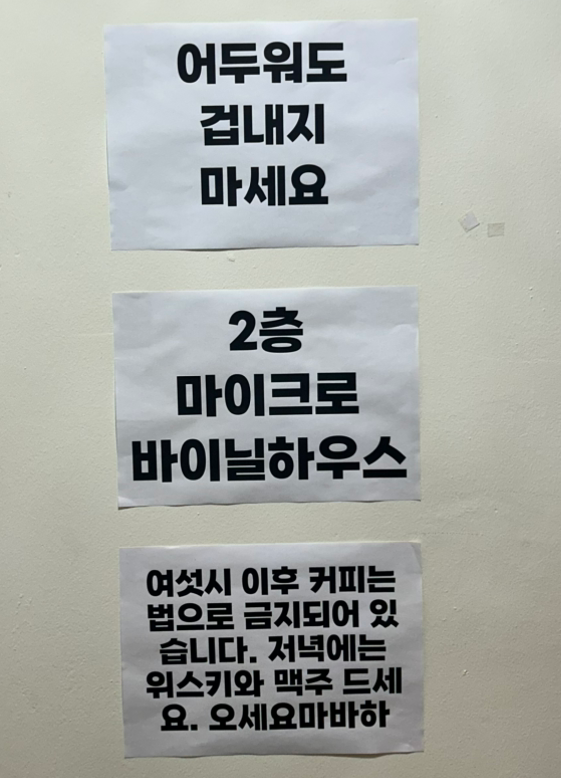 어두워도
겁내지
마세요
2층
마이크로
바이닐하우스
여섯시 이후 커피는
법으로 금지되어 있
습니다. 저녁에는
위스키와 맥주 드세
요. 오세요마바하